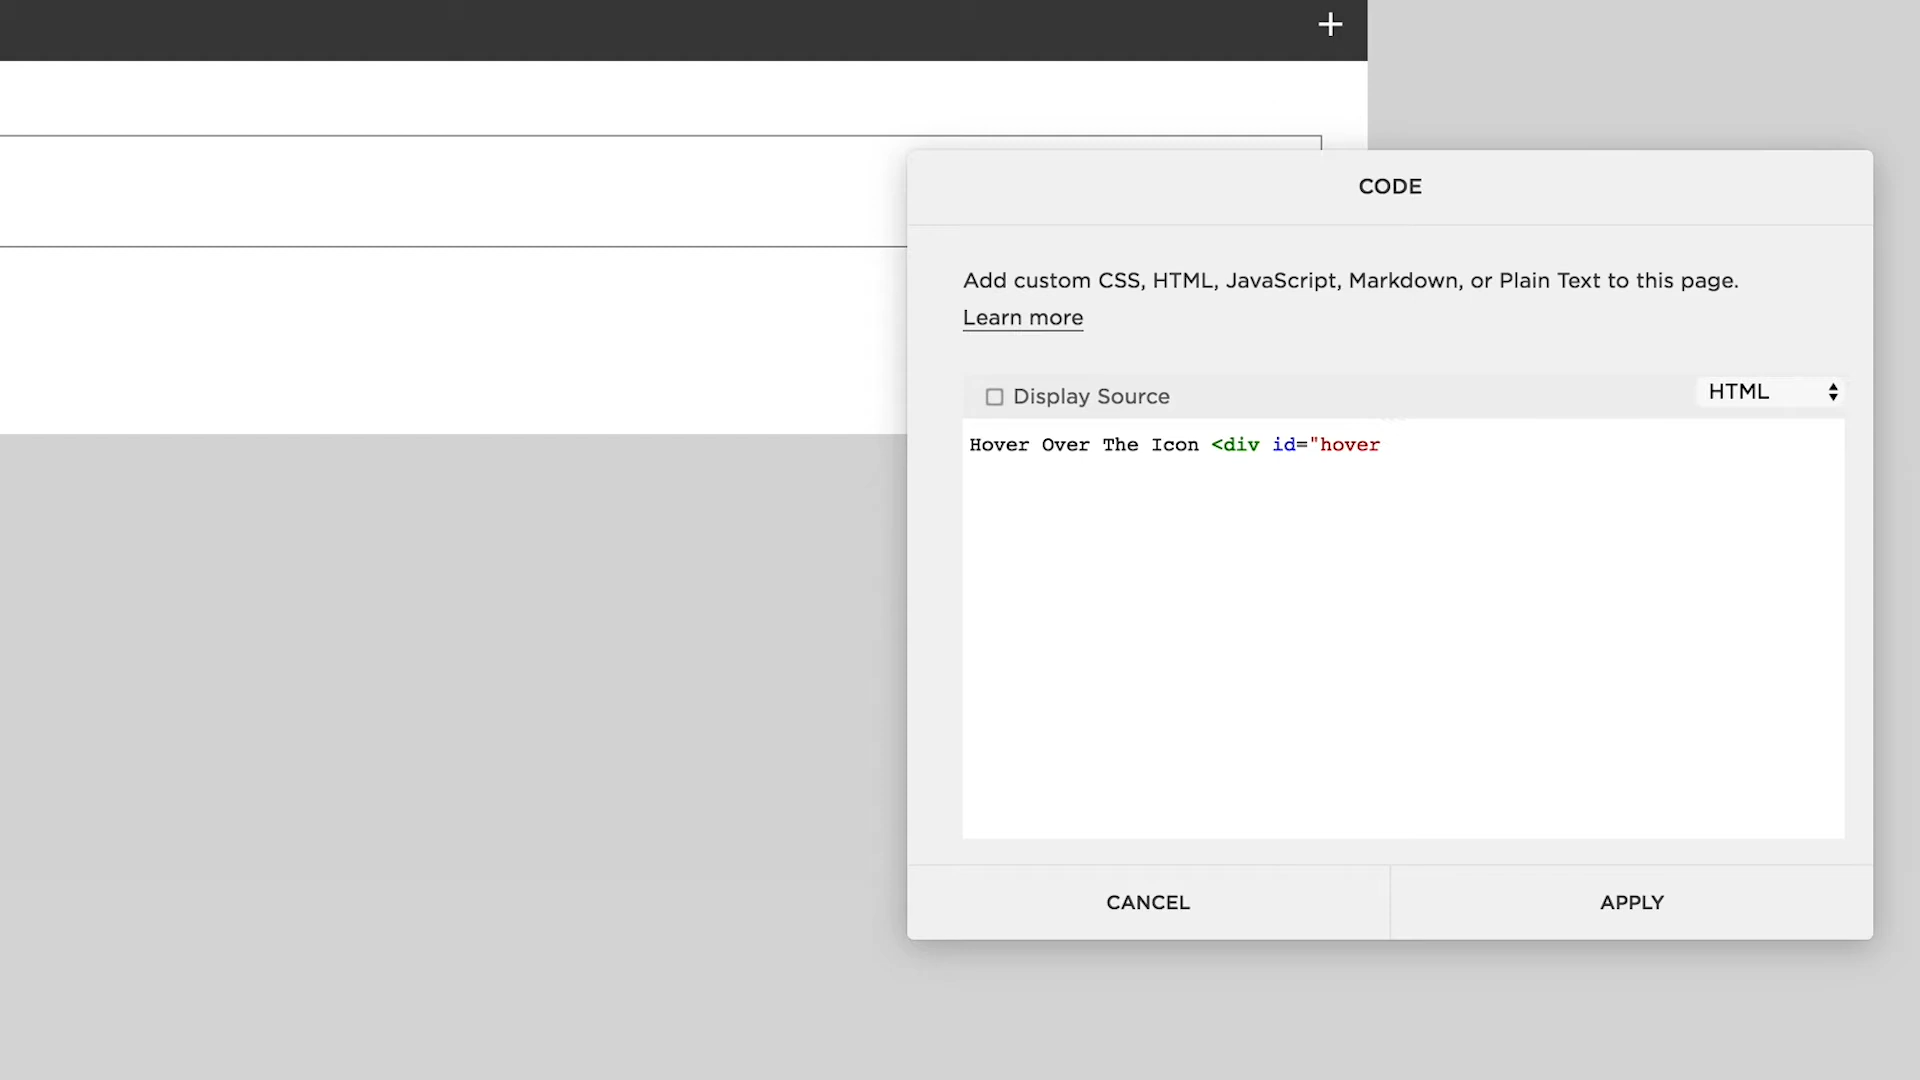 CODE
Add custom CSS, HTML, JavaScript, Markdown, or Plain Text to this page.
Learn more
Display Source
HTML
Hover Over The Icon <div id="hover
CANCEL
APPLY